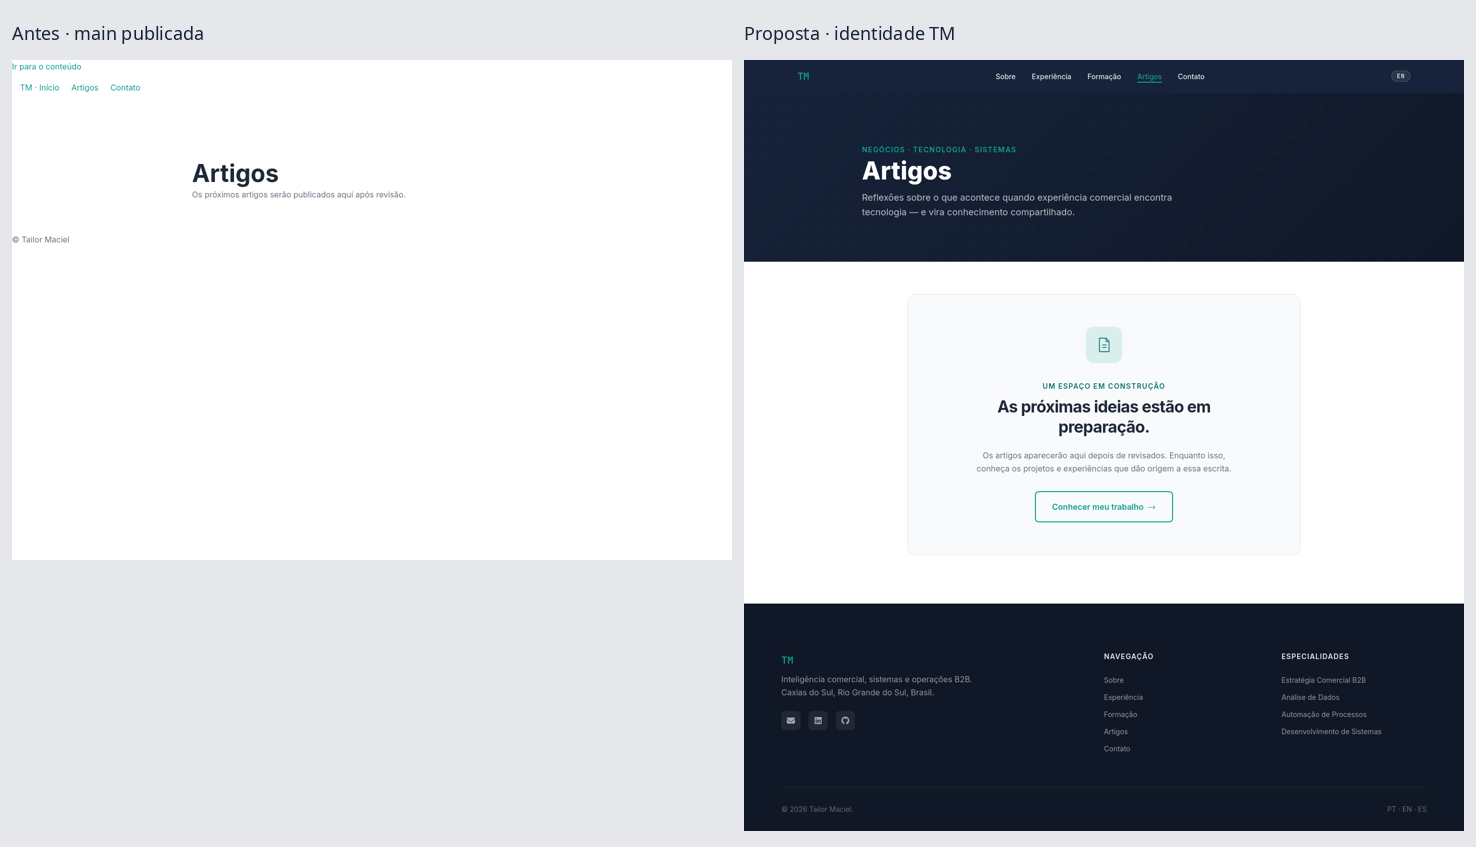 Antes · main publicada
Ir para o conteúdo
TM · Início Artigos Contato
Artigos
Os próximos artigos serão publicados aqui após revisão.
© Tailor Maciel
Proposta · identidade TM
TM Sobre Experiência Formação Artigos Contato EN
NEGÓCIOS · TECNOLOGIA · SISTEMAS
Artigos
Reflexões sobre o que acontece quando experiência comercial encontra
tecnologia — e vira conhecimento compartilhado.
UM ESPAÇO EM CONSTRUÇÃO
As próximas ideias estão em
preparação.
Os artigos aparecerão aqui depois de revisados. Enquanto isso,
conheça os projetos e experiências que dão origem a essa escrita.
Conhecer meu trabalho →
TM
Inteligência comercial, sistemas e operações B2B.
Caxias do Sul, Rio Grande do Sul, Brasil.
NAVEGAÇÃO
Sobre
Experiência
Formação
Artigos
Contato
ESPECIALIDADES
Estratégia Comercial B2B
Análise de Dados
Automação de Processos
Desenvolvimento de Sistemas
© 2026 Tailor Maciel.
PT · EN · ES